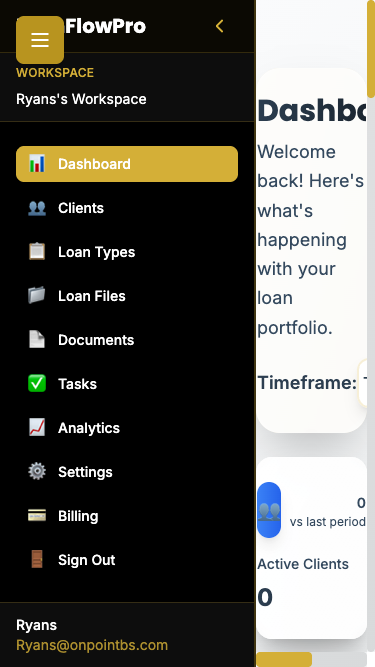 FlowPro
WORKSPACE
Ryans's Workspace
Dashboard
Clients
Loan Types
Loan Files
Documents
Tasks
Analytics
Settings
Billing
Sign Out
Ryans
Ryans@onpointbs.com
Dashbo
Welcome
back! Here's
what's
happening
with your
loan
portfolio.
Timeframe:
0
vs last period
Active Clients
0